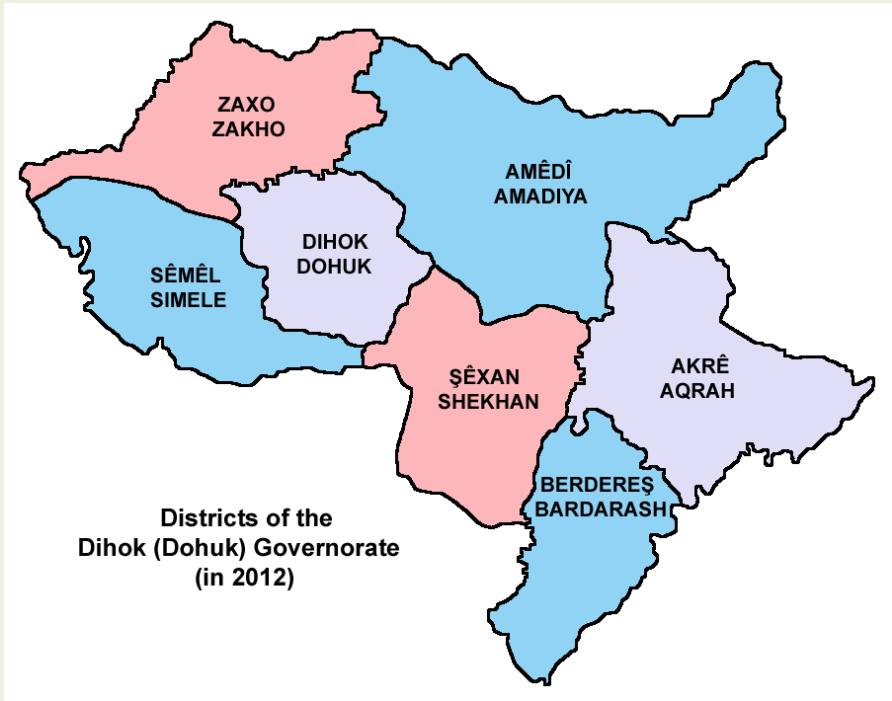 ZAXO
ZAKHO
AMÊDÎ
AMADIYA
DIHOK
DOHUK
SÊMÊL
SIMELE
ŞÊXAN
SHEKHAN
AKRÊ
AQRAH
BERDEREŞ
BARDARASH
Districts of the
Dihok (Dohuk) Governorate
(in 2012)